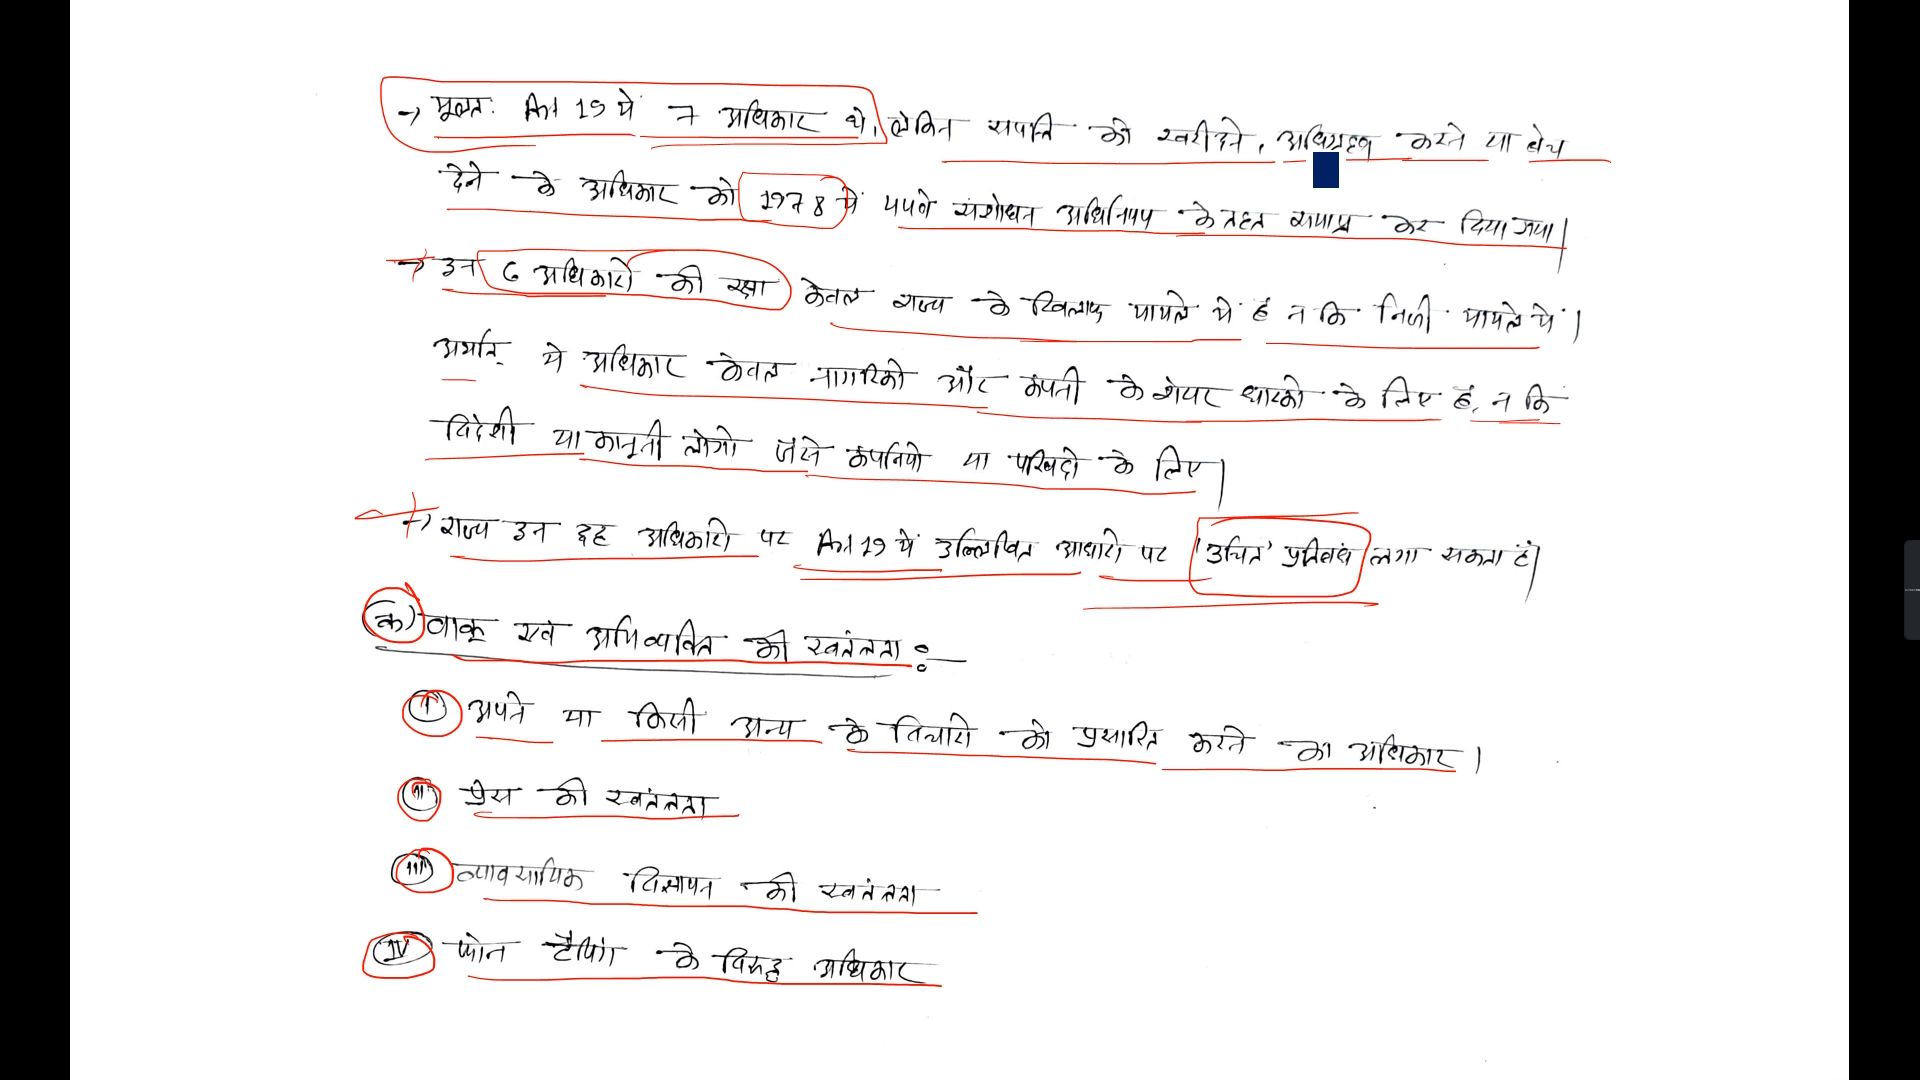 → मूलतः Art 19 में 7 अधिकार थे, लेकिन संपत्ति को खरीदने, अधिग्रहण करने या बेच
देने के अधिकार को 1978 में संशोधन अधिनियम के तहत समाप्त कर दिया गया|
→ इन 6 अधिकारों की रक्षा केवल राज्य के खिलाफ मामले में है न कि निजी मामले में|
अर्थात् ये अधिकार केवल नागरिकों और कंपनी के शेयर धारकों के लिए है, न कि
विदेशी या कानूनी लोगों जैसे कंपनियों या परिषदों के लिए|
→ राज्य इन छह अधिकारों पर Art 19 में उल्लिखित आधारों पर 'उचित' प्रतिबंध लगा सकता है|
(क) वाक् एवं अभिव्यक्ति की स्वतंत्रता :—
(I) अपने या किसी अन्य के विचारों को प्रसारित करने का अधिकार|
(II) प्रेस की स्वतंत्रता
(III) व्यावसायिक विज्ञापन की स्वतंत्रता
(IV) फोन टैपिंग के विरुद्ध अधिकार